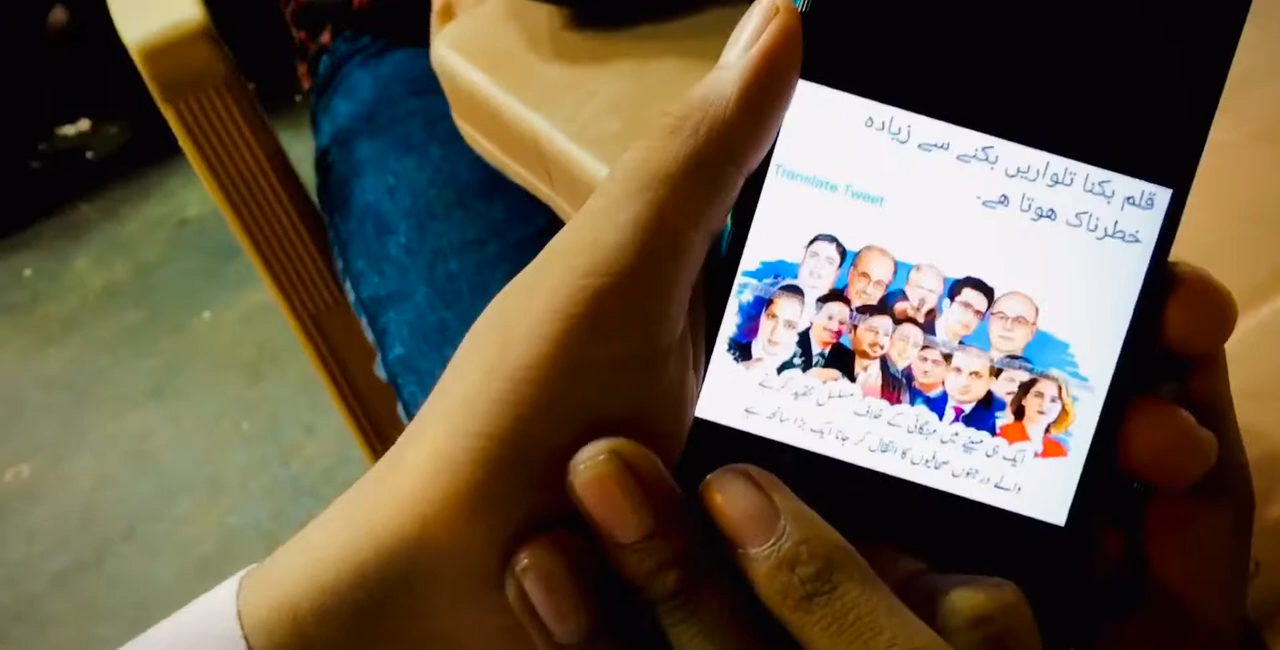 قلم بکنا تلواریں بکنے سے زیادہ
خطرناک ہوتا ہے۔
Translate Tweet
ایک ہی مہینے میں مہنگائی کے خلاف مسلسل تنقید کرنے
والے درجنوں صحافیوں کا انتقال کر جانا ایک بڑا سانحہ ہے